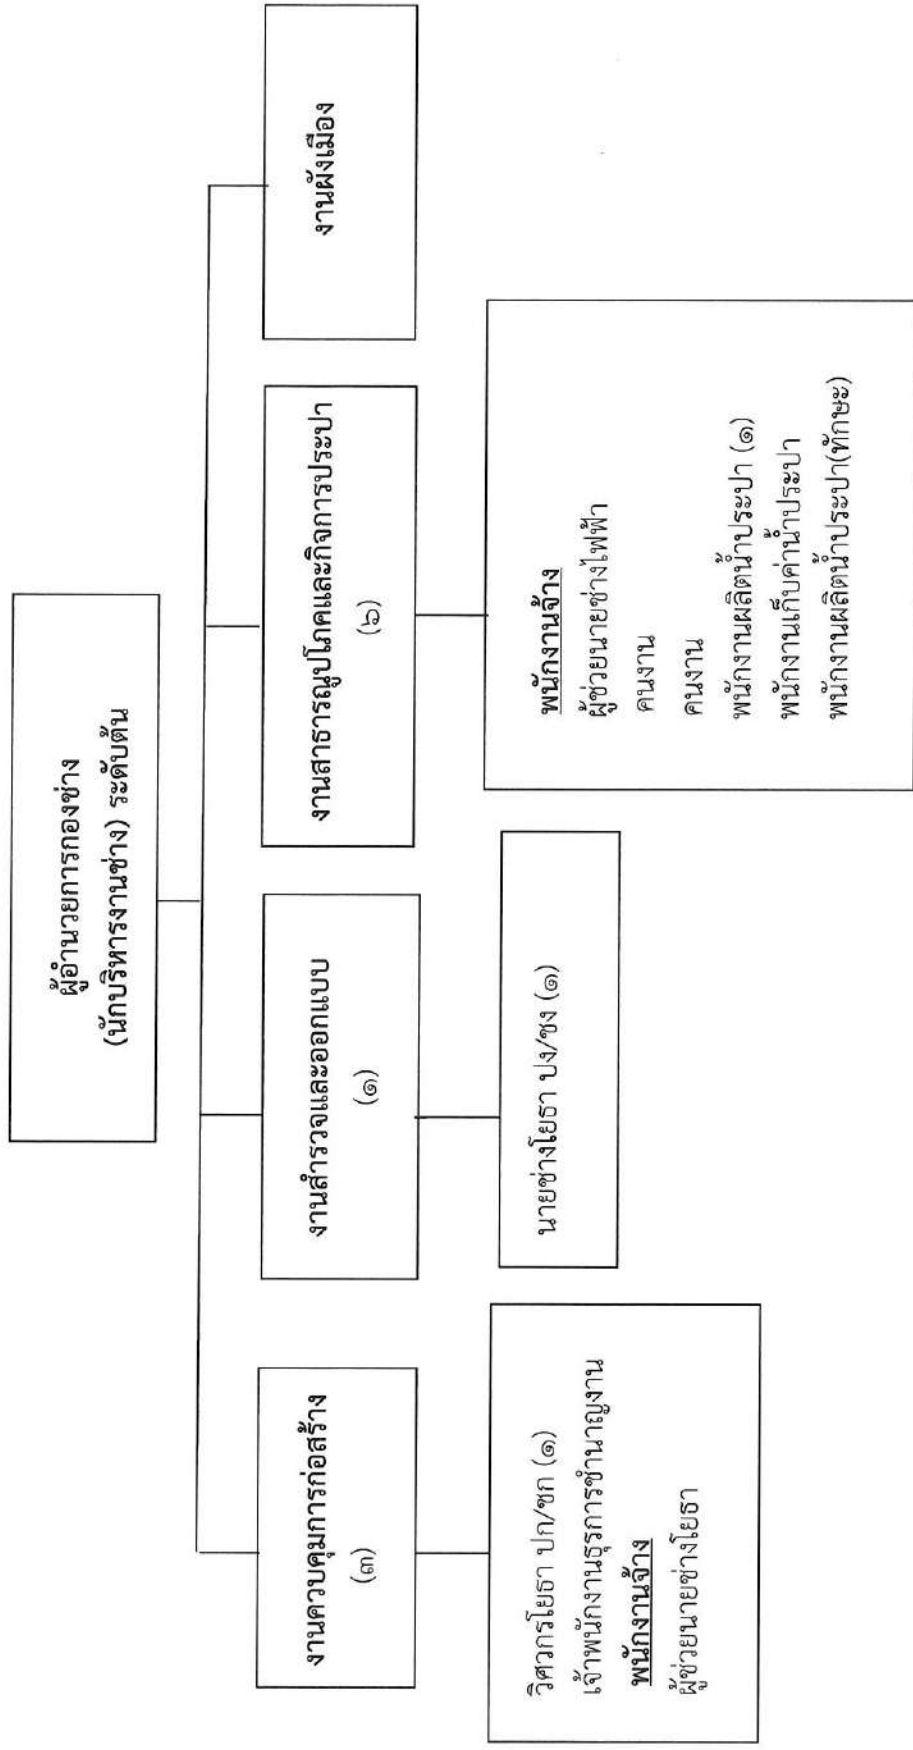 ผู้อำนวยการกองช่าง
(นักบริหารงานช่าง) ระดับต้น
งานควบคุมการก่อสร้าง
(๓)
งานสำรวจและออกแบบ
(๑)
งานสาธารณูปโภคและกิจการประปา
(๖)
งานผังเมือง
วิศวกรโยธา ปก/ชก (๑)
เจ้าพนักงานธุรการชำนาญงาน
พนักงานจ้าง
ผู้ช่วยนายช่างโยธา
นายช่างโยธา ปง/ชง (๑)
พนักงานจ้าง
ผู้ช่วยนายช่างไฟฟ้า
คนงาน
คนงาน
พนักงานผลิตน้ำประปา (๑)
พนักงานเก็บค่าน้ำประปา
พนักงานผลิตน้ำประปา(ทักษะ)